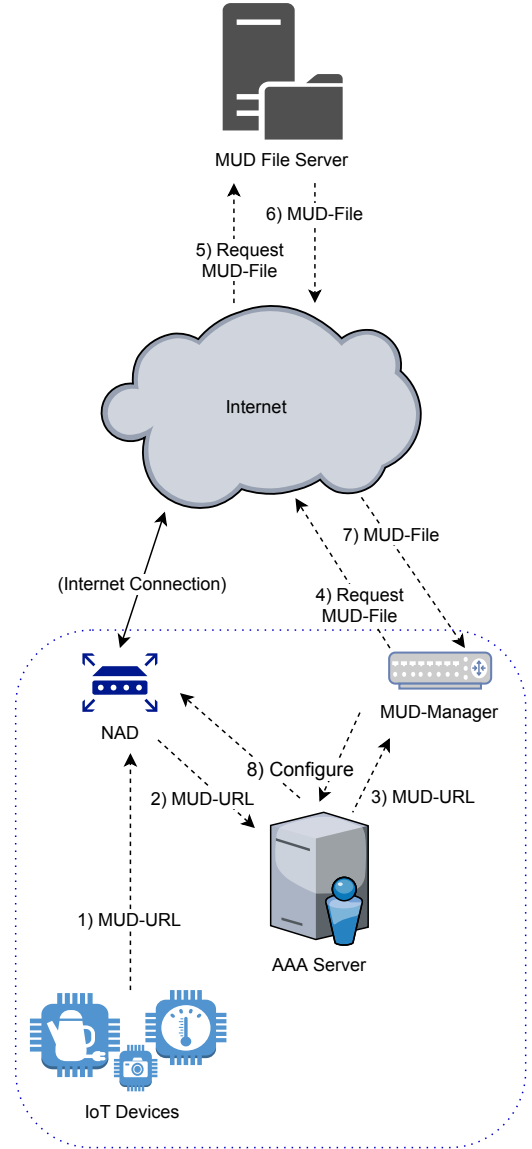 MUD File Server
6) MUD-File
5) Request
MUD-File
Internet
7) MUD-File
(Internet Connection)
4) Request
MUD-File
NAD
MUD-Manager
8) Configure
2) MUD-URL
3) MUD-URL
1) MUD-URL
AAA Server
IoT Devices